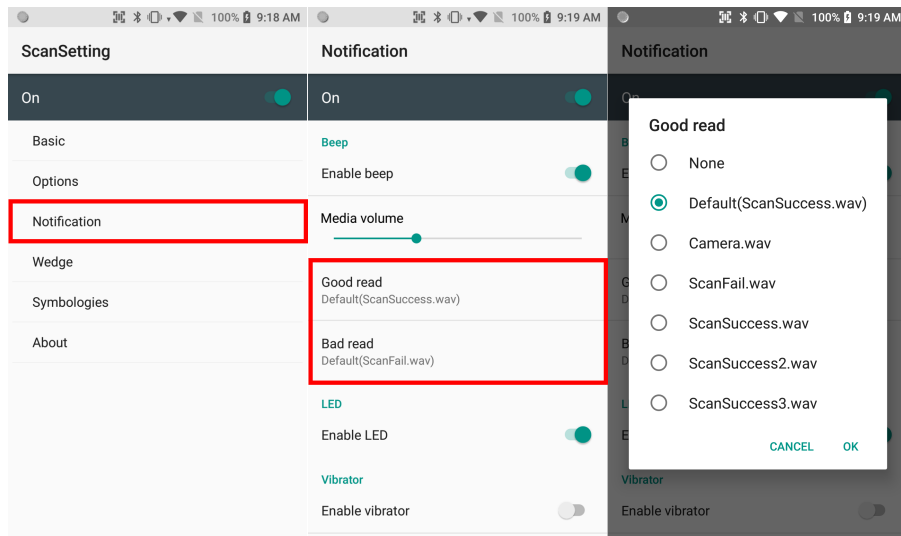 100% 9:18 AM
ScanSetting
On
Basic
Options
Notification
Wedge
Symbologies
About
100% 9:19 AM
Notification
On
Beep
Enable beep
Media volume
Good read
Default(ScanSuccess.wav)
Bad read
Default(ScanFail.wav)
LED
Enable LED
Vibrator
Enable vibrator
100% 9:19 AM
Notification
On
Good read
None
Default(ScanSuccess.wav)
Camera.wav
ScanFail.wav
ScanSuccess.wav
ScanSuccess2.wav
ScanSuccess3.wav
CANCEL OK
Vibrator
Enable vibrator